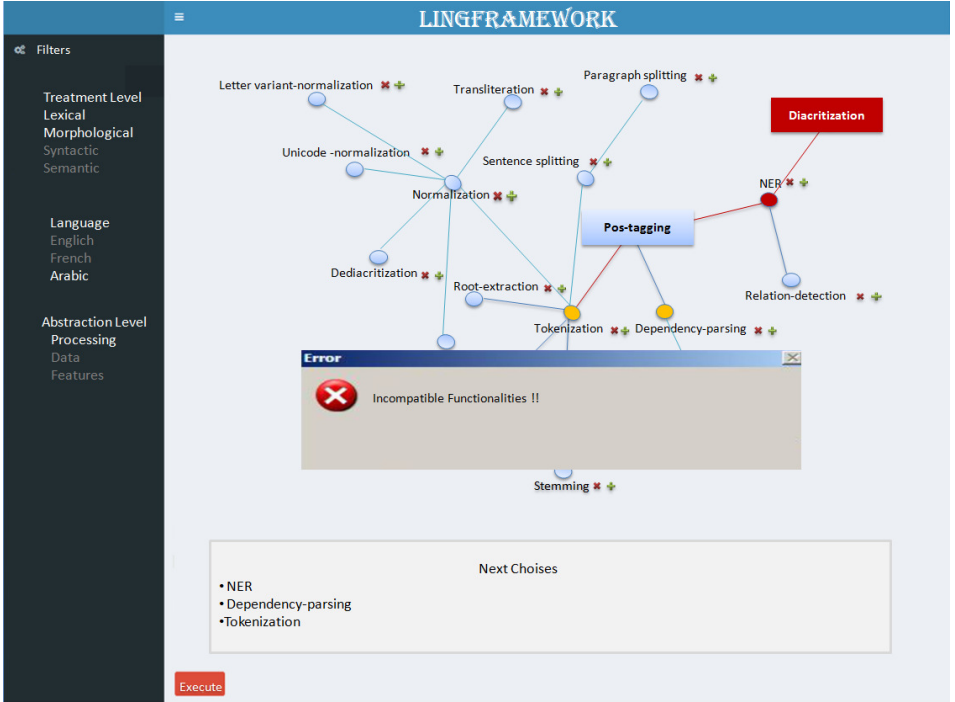 ≡ LINGFRAMEWORK
Filters
Treatment Level
Lexical
Morphological
Syntactic
Semantic
Language
Englich
French
Arabic
Abstraction Level
Processing
Data
Features
Letter variant-normalization
Transliteration
Paragraph splitting
Diacritization
Unicode -normalization
Sentence splitting
NER
Normalization
Pos-tagging
Dediacritization
Root-extraction
Relation-detection
Tokenization
Dependency-parsing
Error
Incompatible Functionalities !!
Stemming
Next Choises
• NER
• Dependency-parsing
•Tokenization
Execute